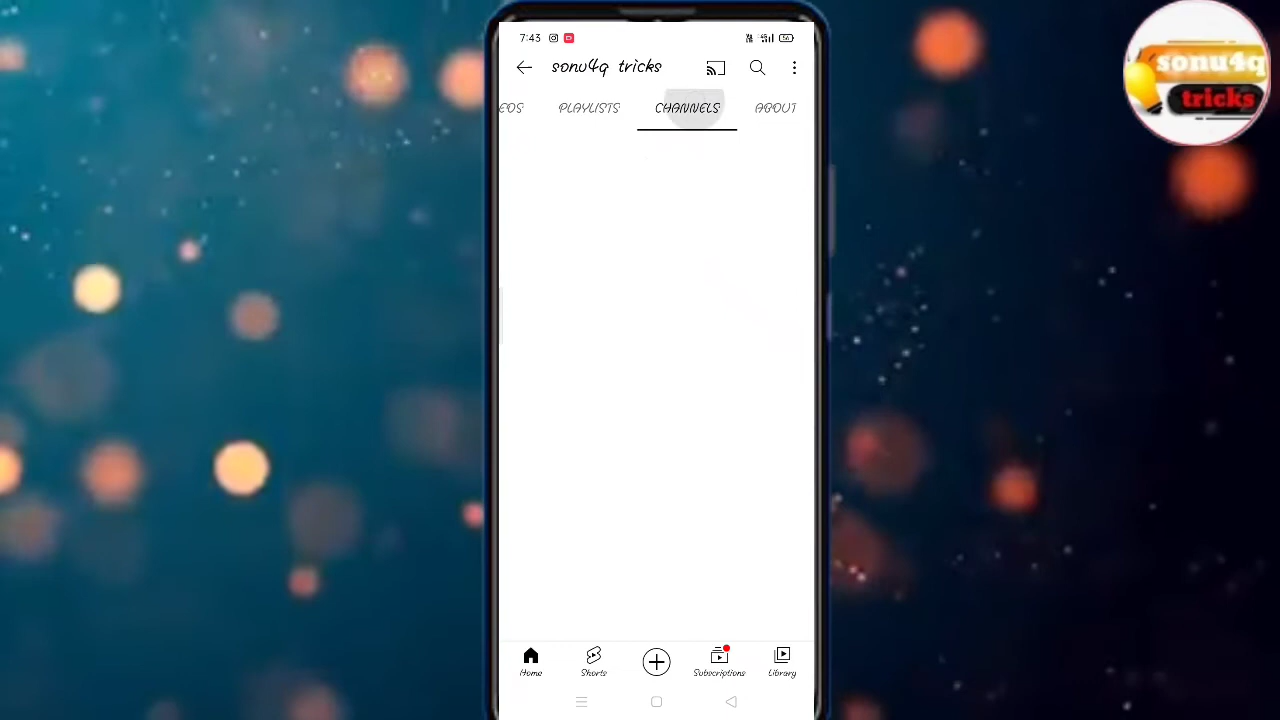 7:43
sonu4q tricks
EOS PLAYLISTS CHANNELS ABOUT
Home Shorts Subscriptions Library
sonu4q
tricks